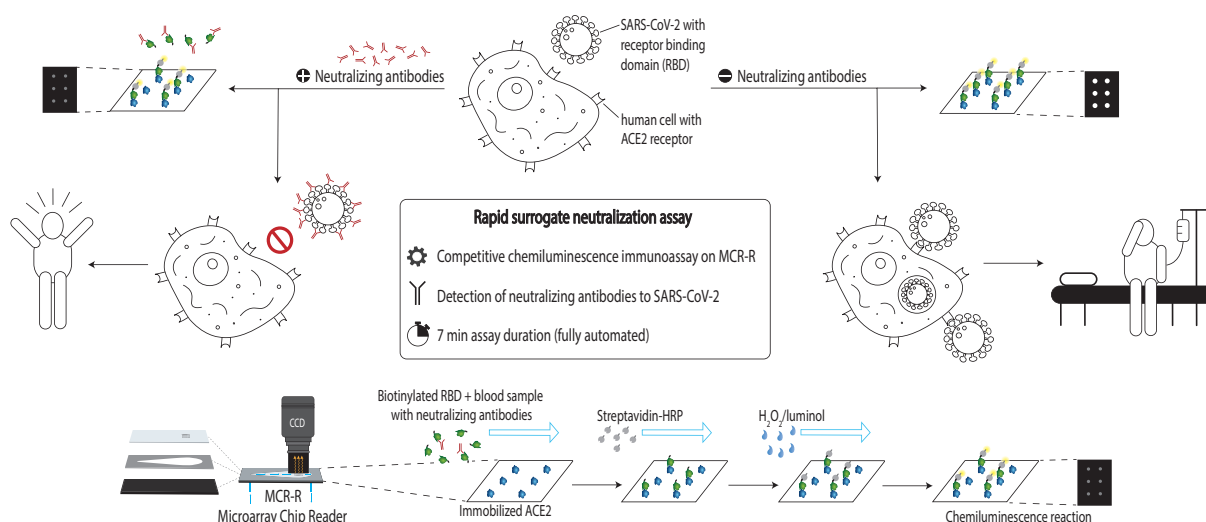 SARS-CoV-2 with
receptor binding
domain (RBD)
+ Neutralizing antibodies
- Neutralizing antibodies
human cell with
ACE2 receptor
Rapid surrogate neutralization assay
Competitive chemiluminescence immunoassay on MCR-R
Detection of neutralizing antibodies to SARS-CoV-2
7 min assay duration (fully automated)
Biotinylated RBD + blood sample
with neutralizing antibodies
Streptavidin-HRP
H₂O₂/luminol
CCD
MCR-R
Microarray Chip Reader
Immobilized ACE2
Chemiluminescence reaction